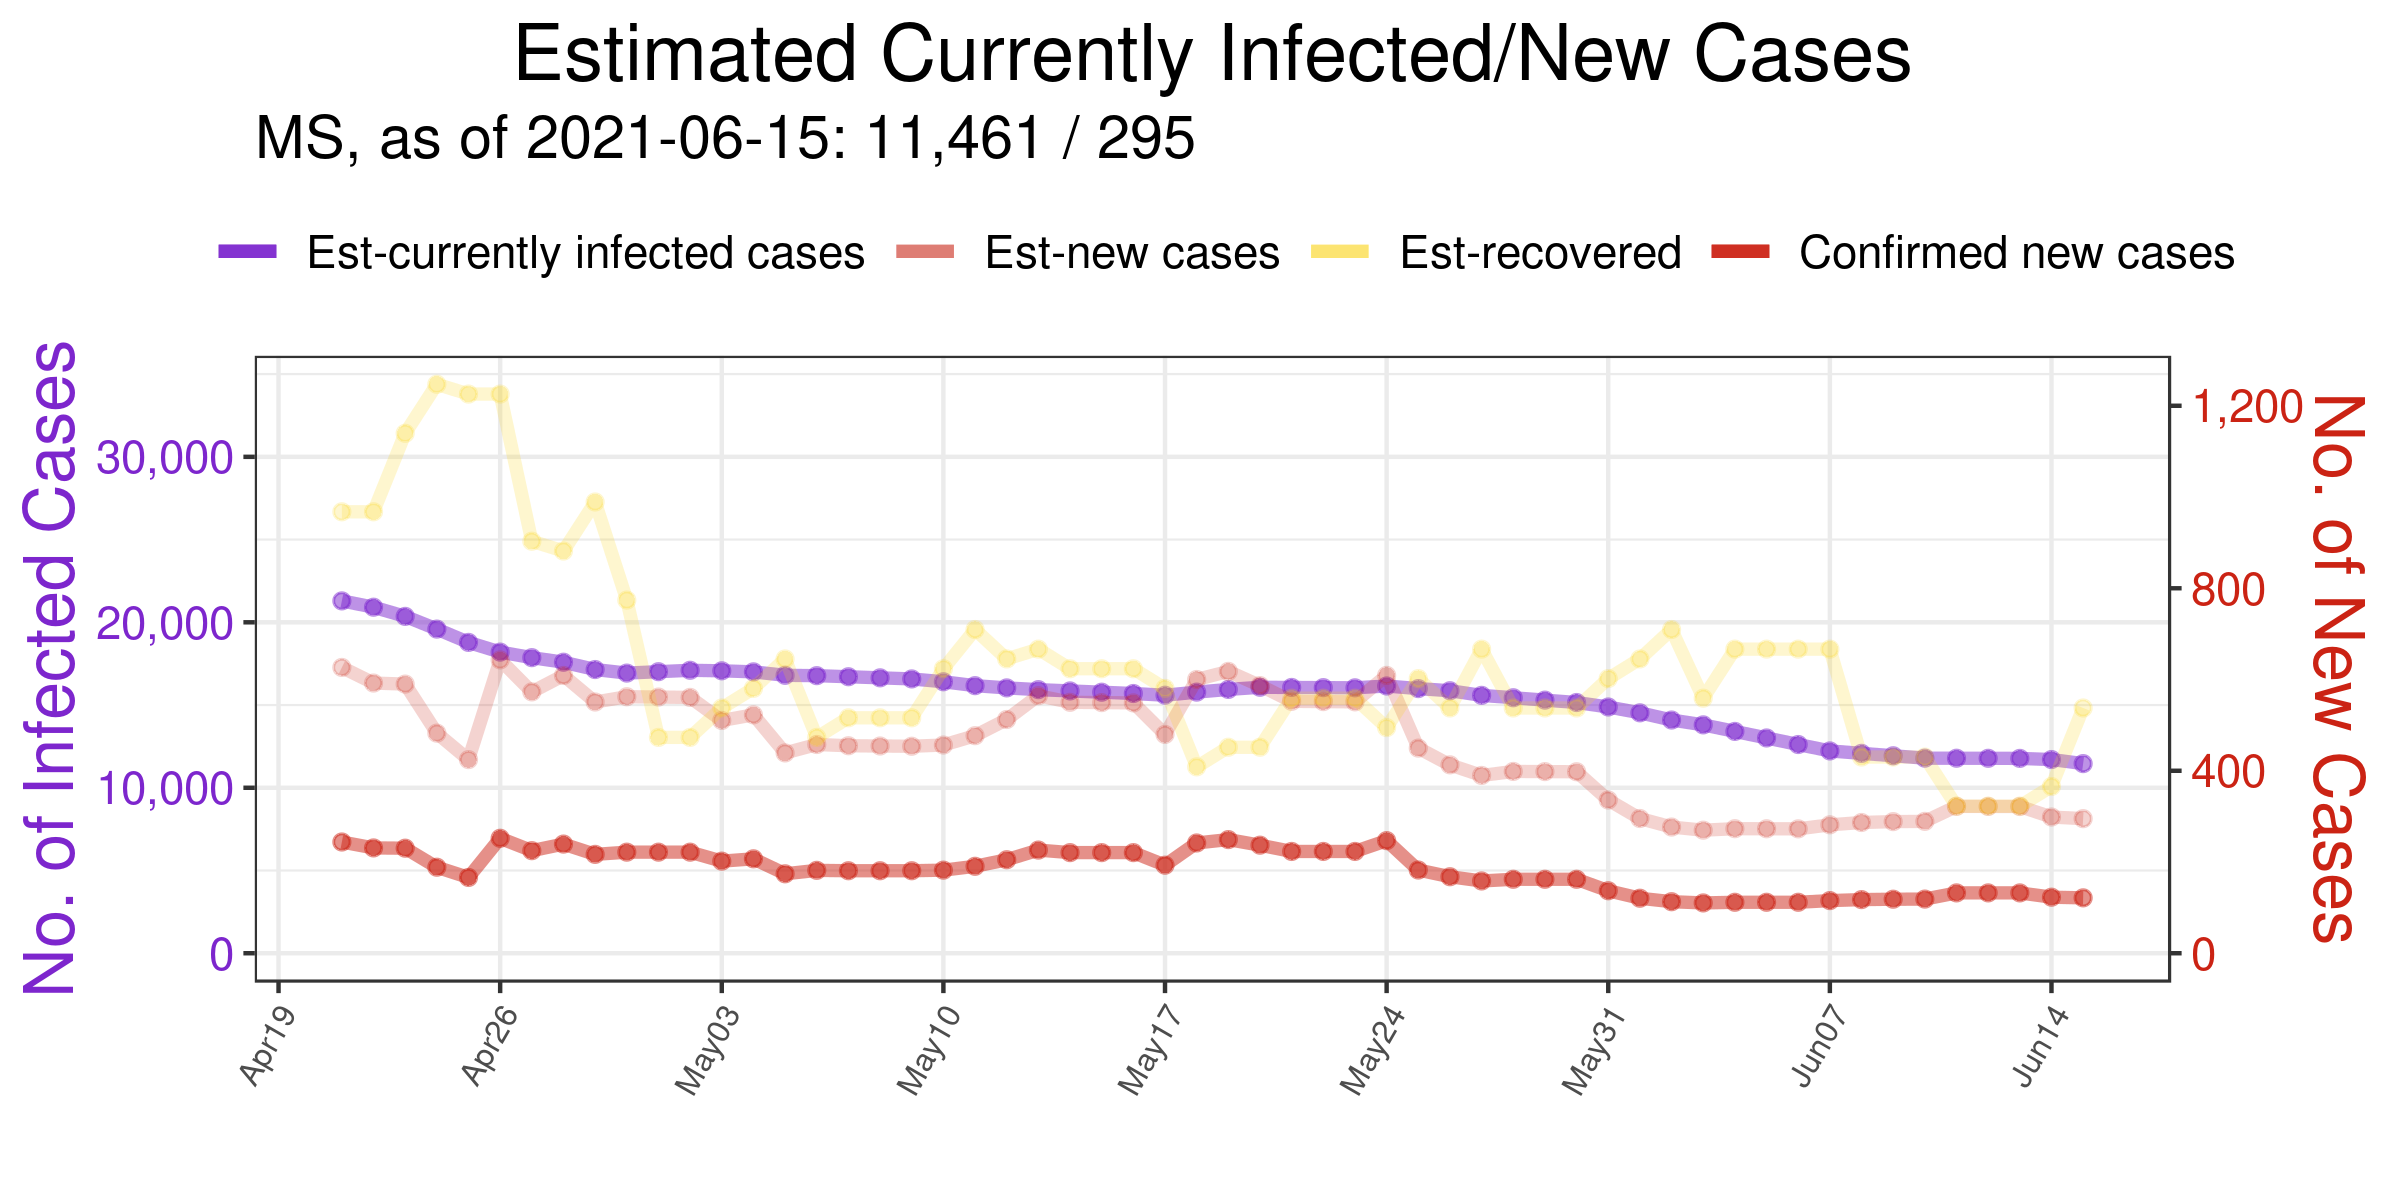 Estimated Currently Infected/New Cases
MS, as of 2021-06-15: 11,461 / 295
Est-currently infected cases Est-new cases Est-recovered Confirmed new cases
No. of Infected Cases
30,000
20,000
10,000
0
1,200
800
400
0
No. of New Cases
Apr19 Apr26 May03 May10 May17 May24 May31 Jun07 Jun14